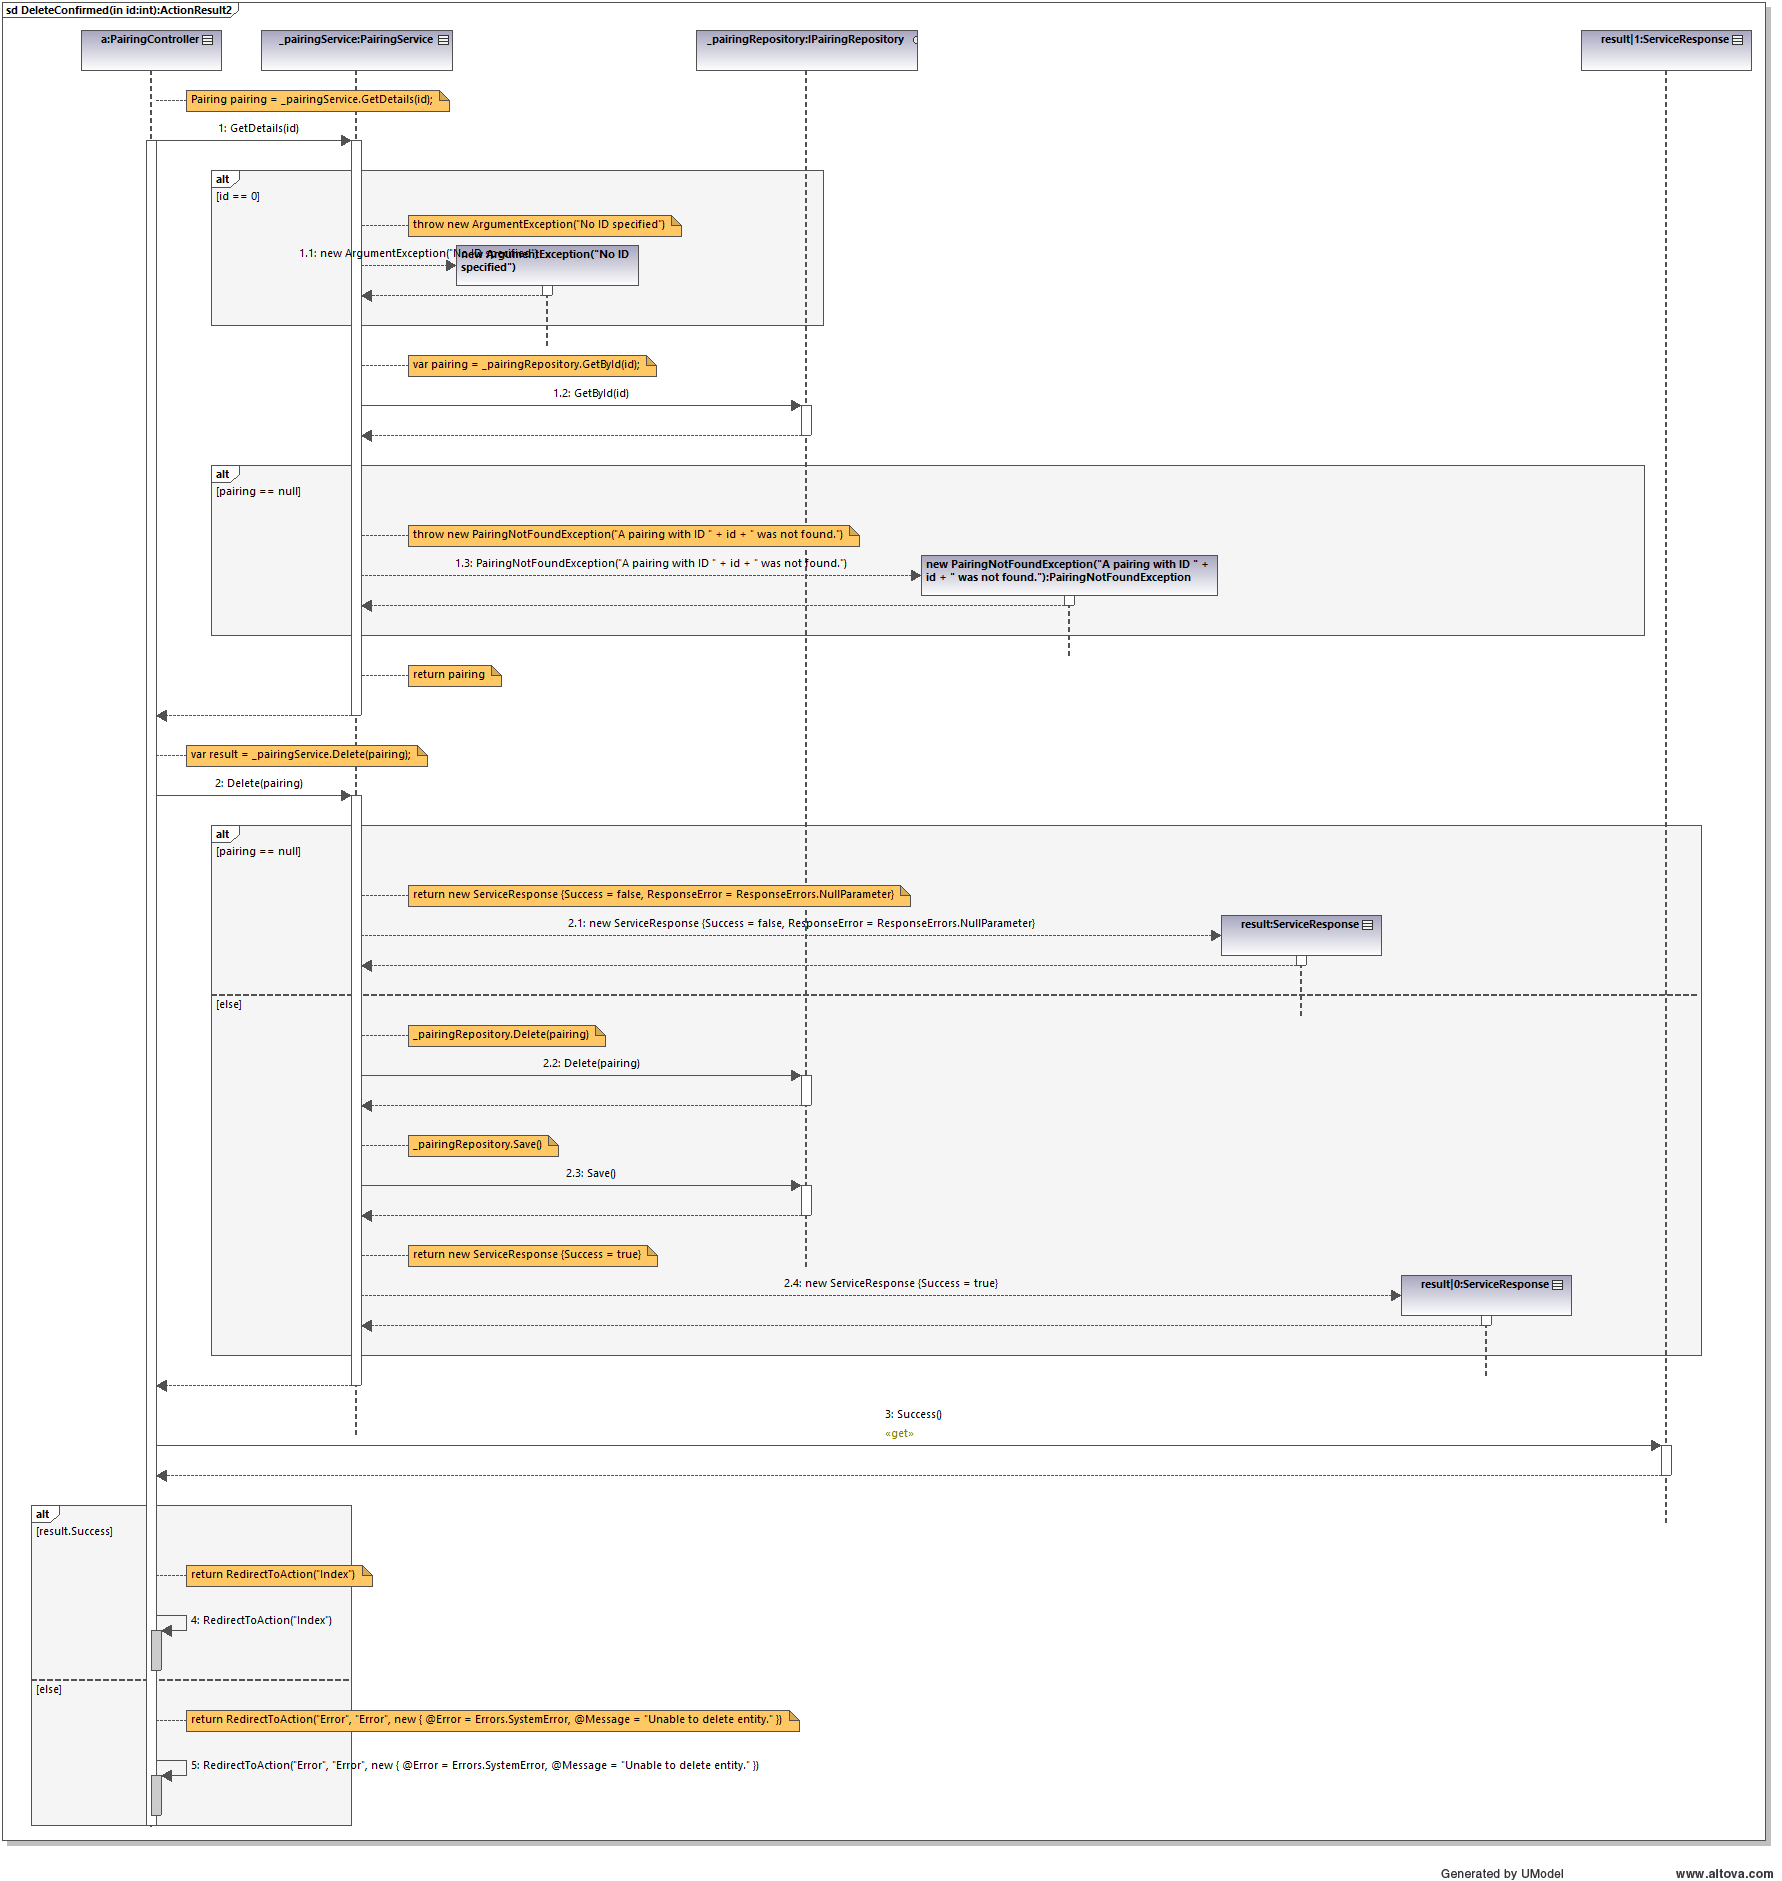 sd DeleteConfirmed(in id:int):ActionResult2
a:PairingController
_pairingService:PairingService
_pairingRepository:IPairingRepository
result|1:ServiceResponse
Pairing pairing = _pairingService.GetDetails(id);
1: GetDetails(id)
alt
[id == 0]
throw new ArgumentException("No ID specified")
1.1: new ArgumentException("No ID specified")
new ArgumentException("No ID
specified")
var pairing = _pairingRepository.GetById(id);
1.2: GetById(id)
alt
[pairing == null]
throw new PairingNotFoundException("A pairing with ID " + id + " was not found.")
1.3: PairingNotFoundException("A pairing with ID " + id + " was not found.")
new PairingNotFoundException("A pairing with ID " +
id + " was not found."):PairingNotFoundException
return pairing
var result = _pairingService.Delete(pairing);
2: Delete(pairing)
alt
[pairing == null]
return new ServiceResponse {Success = false, ResponseError = ResponseErrors.NullParameter}
2.1: new ServiceResponse {Success = false, ResponseError = ResponseErrors.NullParameter}
result:ServiceResponse
[else]
_pairingRepository.Delete(pairing)
2.2: Delete(pairing)
_pairingRepository.Save()
2.3: Save()
return new ServiceResponse {Success = true}
2.4: new ServiceResponse {Success = true}
result|0:ServiceResponse
3: Success()
«get»
alt
[result.Success]
return RedirectToAction("Index")
4: RedirectToAction("Index")
[else]
return RedirectToAction("Error", "Error", new { @Error = Errors.SystemError, @Message = "Unable to delete entity." })
5: RedirectToAction("Error", "Error", new { @Error = Errors.SystemError, @Message = "Unable to delete entity." })
Generated by UModel
www.altova.com